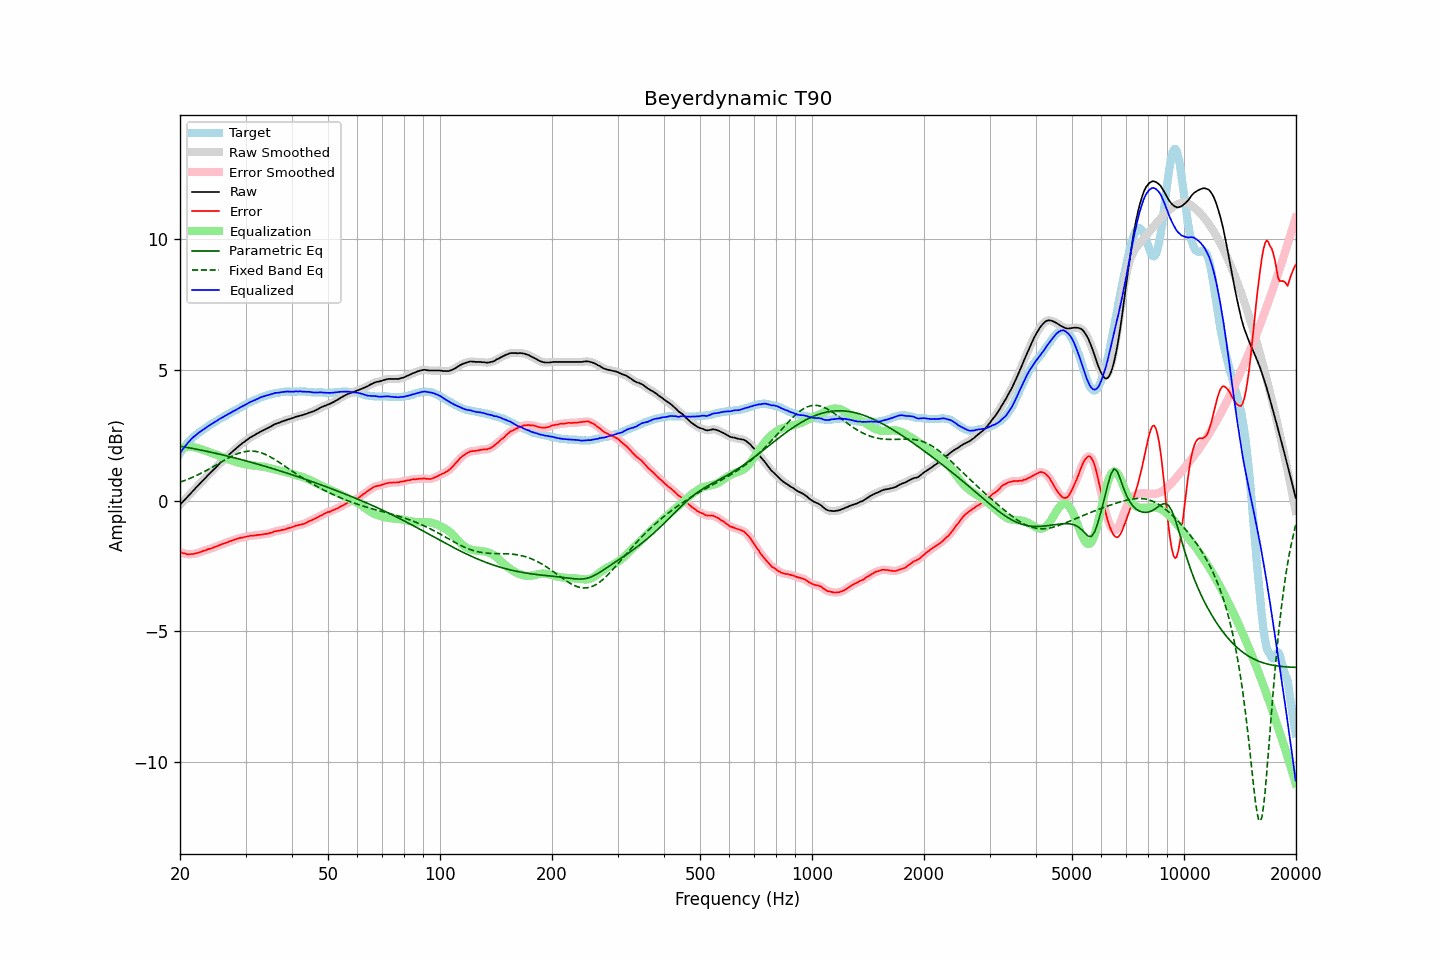 Beyerdynamic T90
Target
Raw Smoothed
Error Smoothed
Raw
Error
Equalization
Parametric Eq
Fixed Band Eq
Equalized
Amplitude (dBr)
10
5
0
−5
−10
20 50 100 200 500 1000 2000 5000 10000 20000
Frequency (Hz)